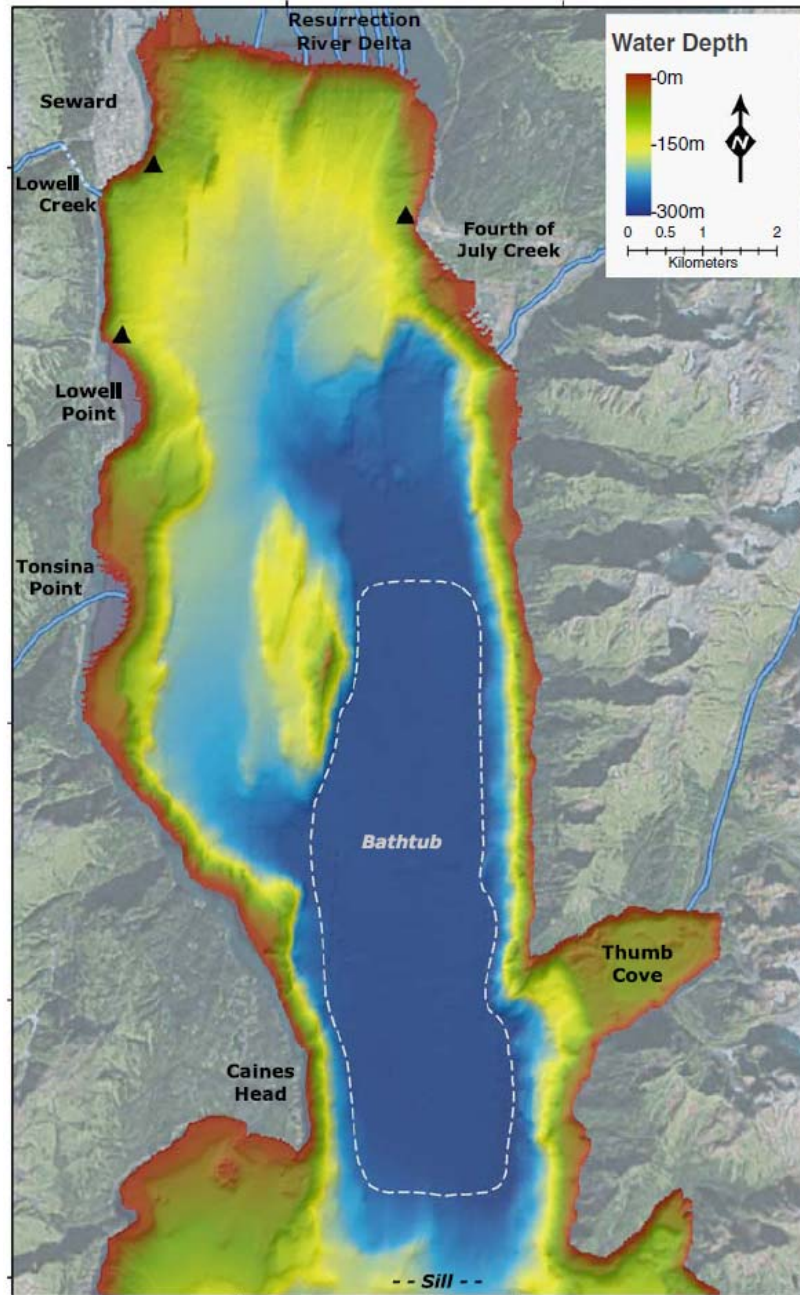 Resurrection
River Delta
Water Depth
-0m
-150m
-300m
N
0 0.5 1 2
Kilometers
Seward
Lowell
Creek
Fourth of
July Creek
Lowell
Point
Tonsina
Point
Bathtub
Thumb
Cove
Caines
Head
-- Sill --